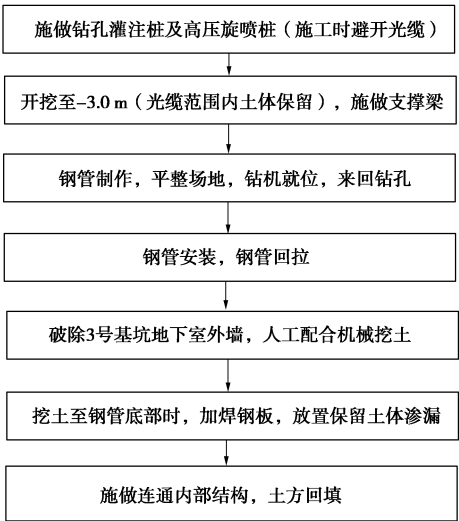 施做钻孔灌注桩及高压旋喷桩（施工时避开光缆）
开挖至–3.0 m（光缆范围内土体保留），施做支撑梁
钢管制作，平整场地，钻机就位，来回钻孔
钢管安装，钢管回拉
破除3号基坑地下室外墙，人工配合机械挖土
挖土至钢管底部时，加焊钢板，放置保留土体渗漏
施做连通内部结构，土方回填